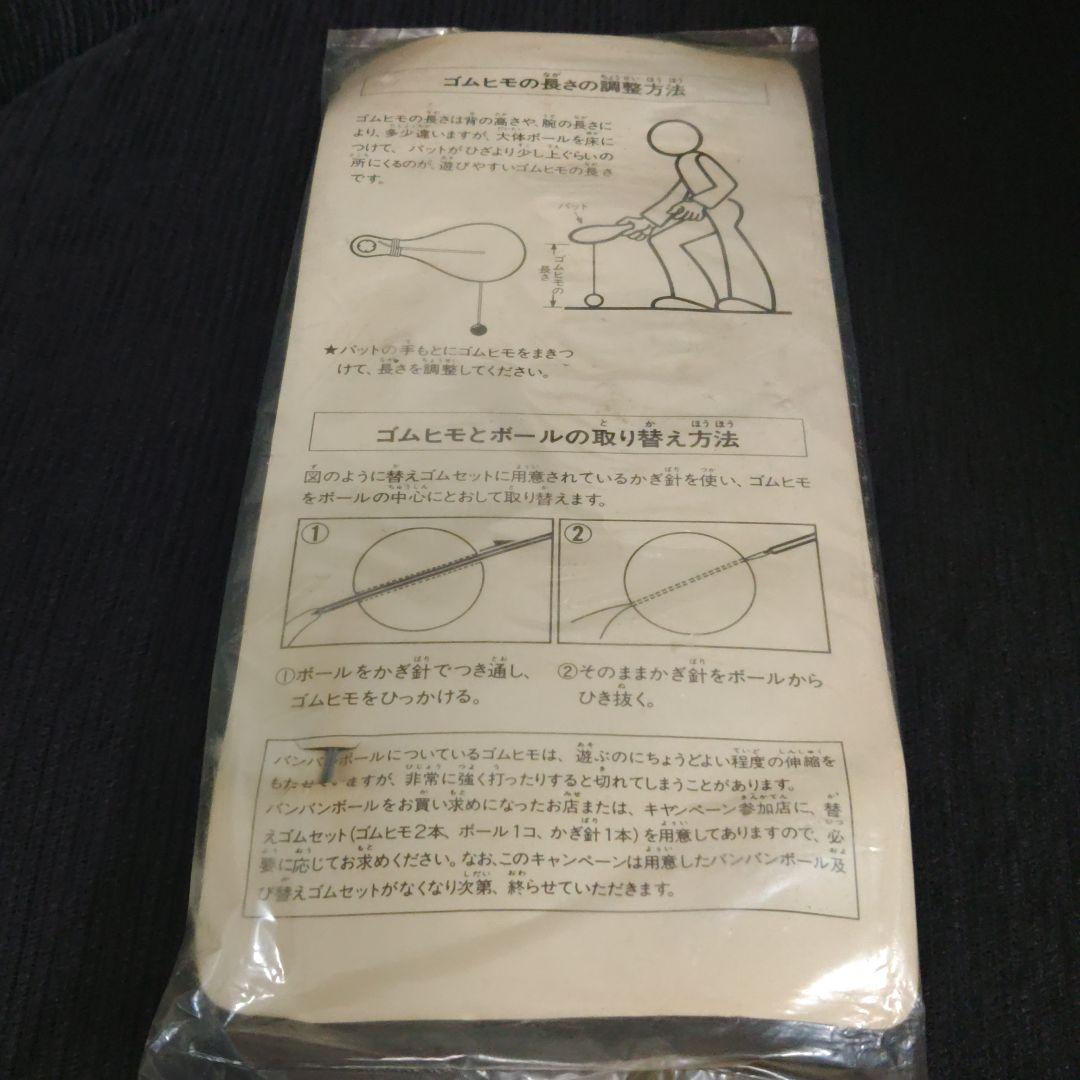 ゴムヒモの長さの調整方法
ゴムヒモの長さは背の高さや、腕の長さに
より、多少違いますが、大体ボールを床に
つけて、バットがひざより少し上ぐらいの
所にくるのが、遊びやすいゴムヒモの長さ
です。
バット
ゴムヒモの
長さ
★バットの手もとにゴムヒモをまきつ
けて、長さを調整してください。
ゴムヒモとボールの取り替え方法
図のように替えゴムセットに用意されているかぎ針を使い、ゴムヒモ
をボールの中心にとおして取り替えます。
①
②
①ボールをかぎ針でつき通し、
ゴムヒモをひっかける。
②そのままかぎ針をボールから
ひき抜く。
バンバンボールについているゴムヒモは、遊ぶのにちょうどよい程度の伸縮を
もたせてますが、非常に強く打ったりすると切れてしまうことがあります。
バンバンボールをお買い求めになったお店または、キャンペーン参加店に、替
えゴムセット(ゴムヒモ2本、ボール1コ、かぎ針1本)を用意してありますので、必
要に応じてお求めください。なお、このキャンペーンは用意したバンバンボール及
び替えゴムセットがなくなり次第、終らせていただきます。